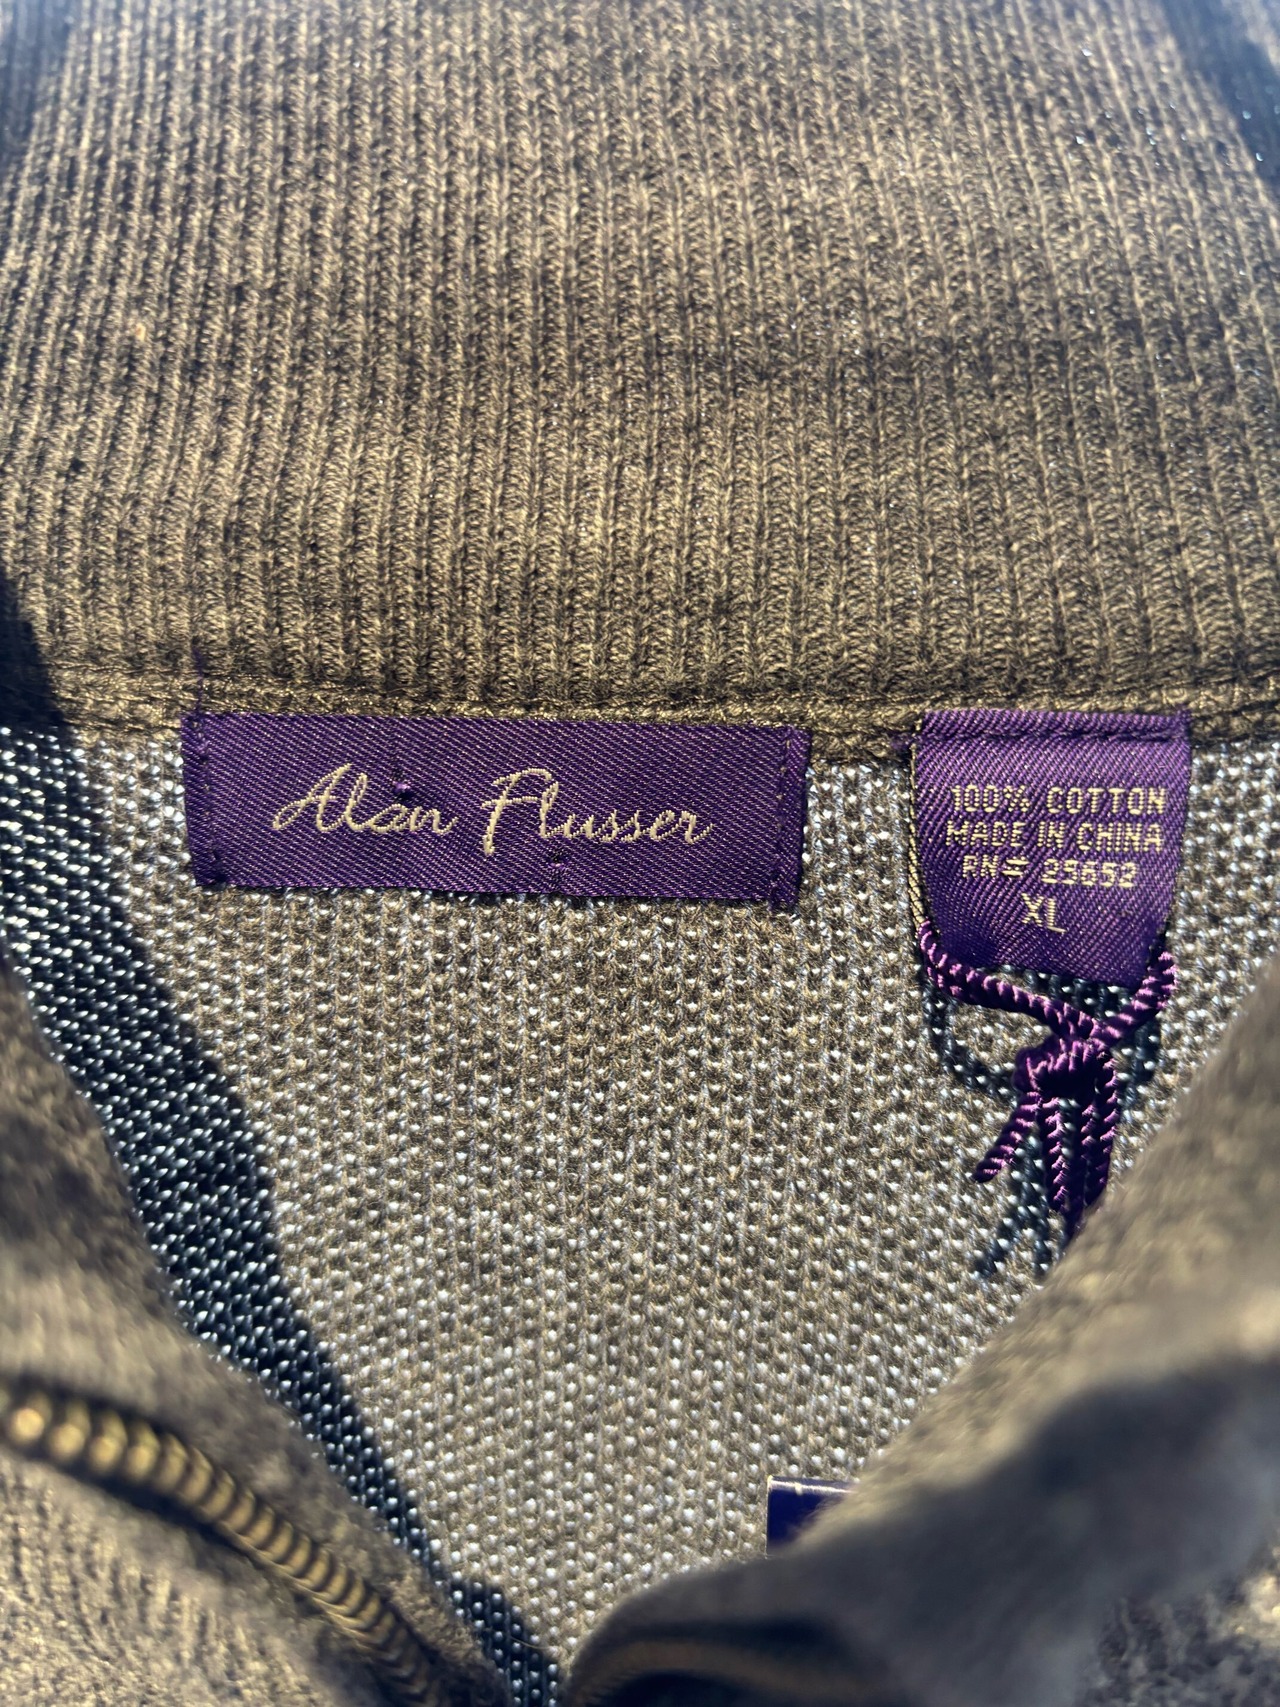 Alan Flusser
100% COTTON
MADE IN CHINA
RN# 25652
XL